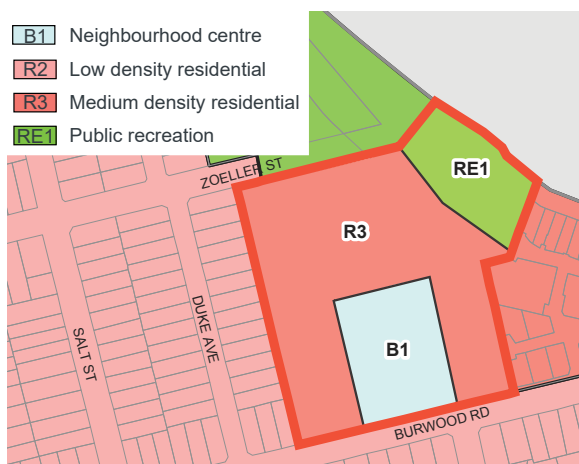 B1 Neighbourhood centre
R2 Low density residential
R3 Medium density residential
RE1 Public recreation
ZOELLER ST
RE1
R3
DUKE AVE
SALT ST
B1
BURWOOD RD